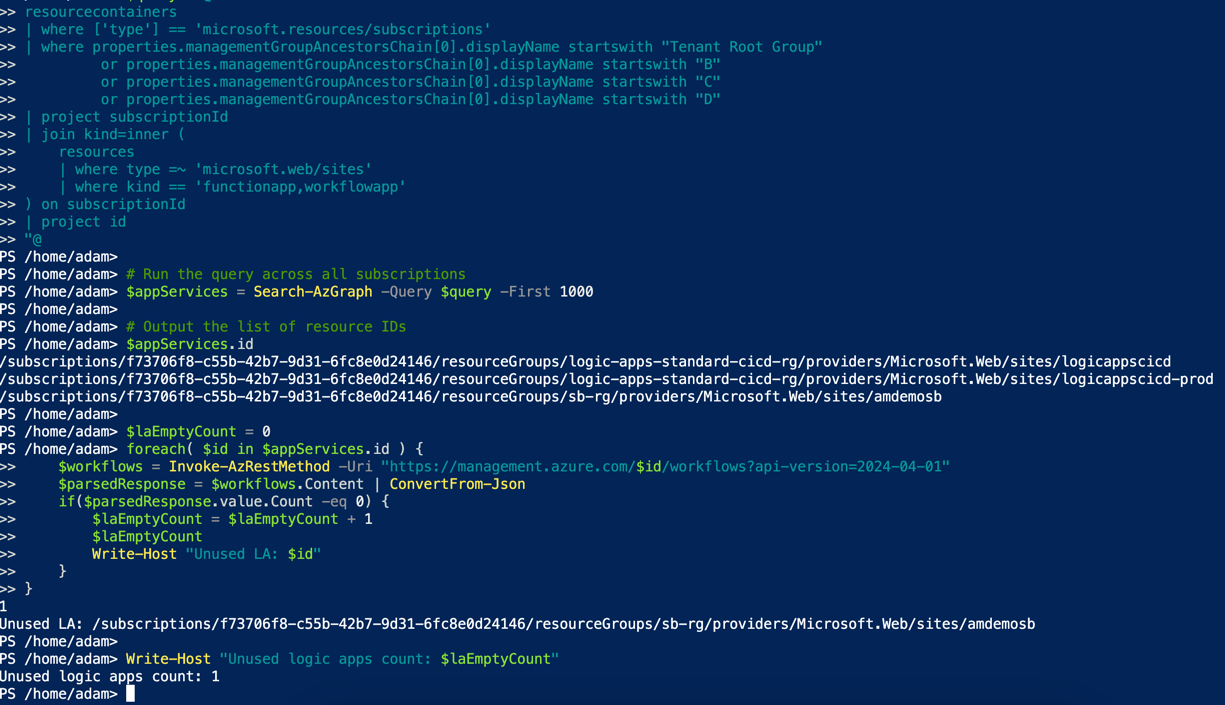 >> resourcecontainers
>> | where ['type'] == 'microsoft.resources/subscriptions'
>> | where properties.managementGroupAncestorsChain[0].displayName startswith "Tenant Root Group"
>>          or properties.managementGroupAncestorsChain[0].displayName startswith "B"
>>          or properties.managementGroupAncestorsChain[0].displayName startswith "C"
>>          or properties.managementGroupAncestorsChain[0].displayName startswith "D"
>> | project subscriptionId
>> | join kind=inner (
>>     resources
>>     | where type =~ 'microsoft.web/sites'
>>     | where kind == 'functionapp,workflowapp'
>> ) on subscriptionId
>> | project id
>> "@
PS /home/adam>
PS /home/adam> # Run the query across all subscriptions
PS /home/adam> $appServices = Search-AzGraph -Query $query -First 1000
PS /home/adam>
PS /home/adam> # Output the list of resource IDs
PS /home/adam> $appServices.id
/subscriptions/f73706f8-c55b-42b7-9d31-6fc8e0d24146/resourceGroups/logic-apps-standard-cicd-rg/providers/Microsoft.Web/sites/logicappscicd
/subscriptions/f73706f8-c55b-42b7-9d31-6fc8e0d24146/resourceGroups/logic-apps-standard-cicd-rg/providers/Microsoft.Web/sites/logicappscicd-prod
/subscriptions/f73706f8-c55b-42b7-9d31-6fc8e0d24146/resourceGroups/sb-rg/providers/Microsoft.Web/sites/amdemosb
PS /home/adam>
PS /home/adam> $laEmptyCount = 0
PS /home/adam> foreach( $id in $appServices.id ) {
>>     $workflows = Invoke-AzRestMethod -Uri "https://management.azure.com/$id/workflows?api-version=2024-04-01"
>>     $parsedResponse = $workflows.Content | ConvertFrom-Json
>>     if($parsedResponse.value.Count -eq 0) {
>>         $laEmptyCount = $laEmptyCount + 1
>>         $laEmptyCount
>>         Write-Host "Unused LA: $id"
>>     }
>> }
1
Unused LA: /subscriptions/f73706f8-c55b-42b7-9d31-6fc8e0d24146/resourceGroups/sb-rg/providers/Microsoft.Web/sites/amdemosb
PS /home/adam>
PS /home/adam> Write-Host "Unused logic apps count: $laEmptyCount"
Unused logic apps count: 1
PS /home/adam>